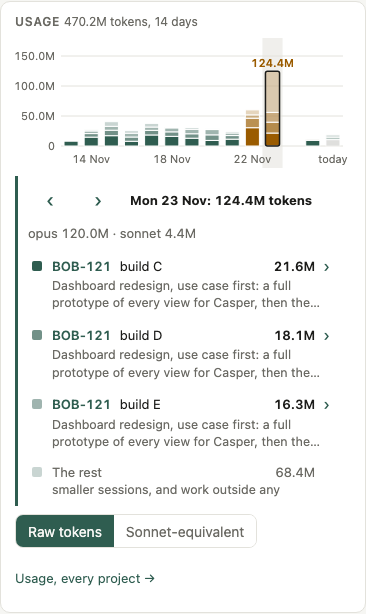 USAGE 470.2M tokens, 14 days
124.4M
150.0M
100.0M
50.0M
0
14 Nov 18 Nov 22 Nov today
‹ › Mon 23 Nov: 124.4M tokens
opus 120.0M · sonnet 4.4M
BOB-121 build C 21.6M ›
Dashboard redesign, use case first: a full
prototype of every view for Casper, then the...
BOB-121 build D 18.1M ›
Dashboard redesign, use case first: a full
prototype of every view for Casper, then the...
BOB-121 build E 16.3M ›
Dashboard redesign, use case first: a full
prototype of every view for Casper, then the...
The rest 68.4M
smaller sessions, and work outside any
Raw tokens Sonnet-equivalent
Usage, every project →